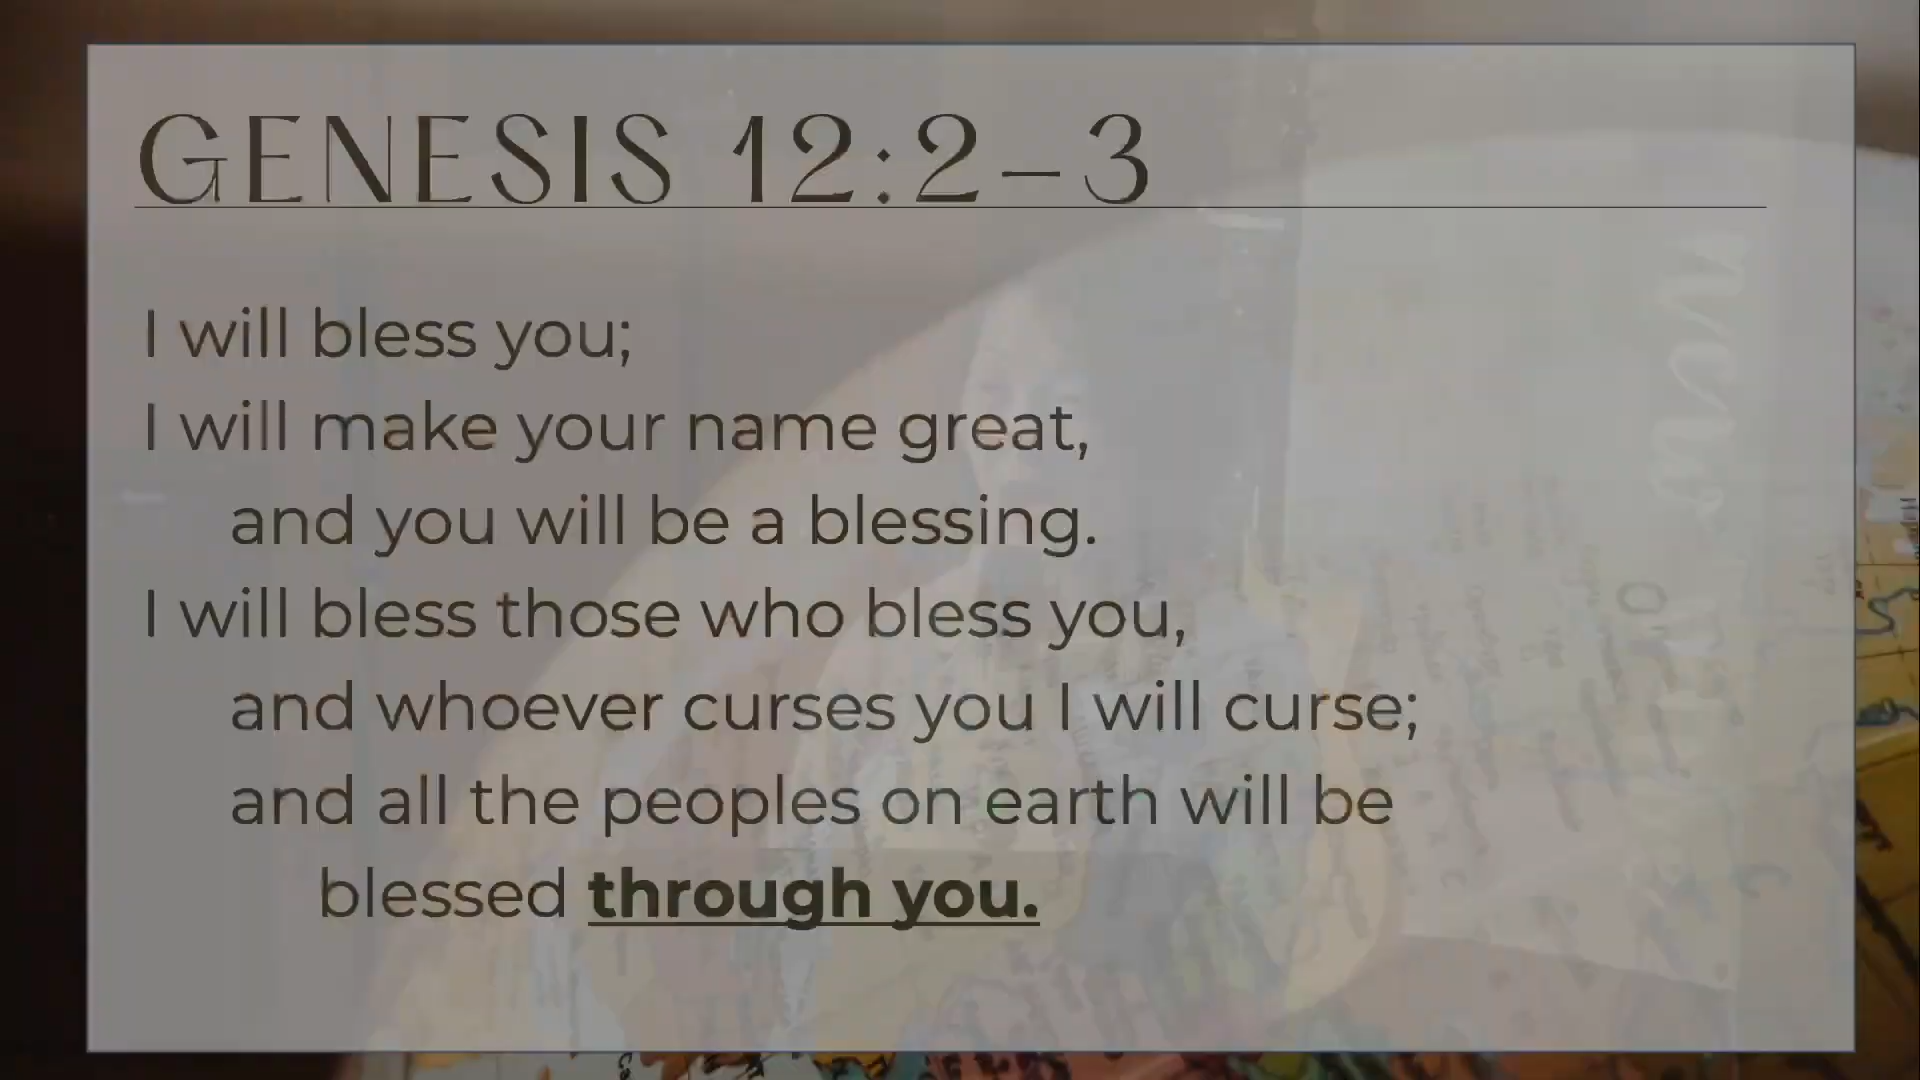 GENESIS 12:2–3
I will bless you;
I will make your name great,
and you will be a blessing.
I will bless those who bless you,
and whoever curses you I will curse;
and all the peoples on earth will be
blessed through you.